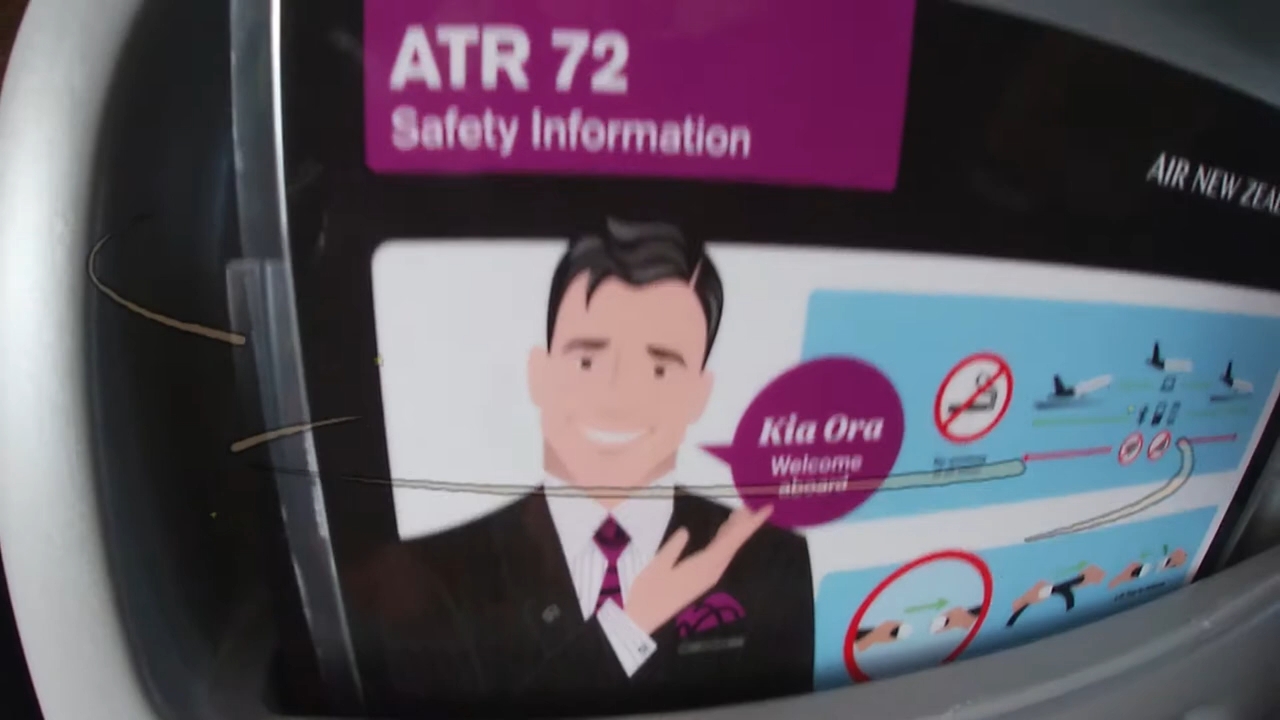 ATR 72
Safety Information
AIR NEW ZEA
Kia Ora
Welcome
aboard